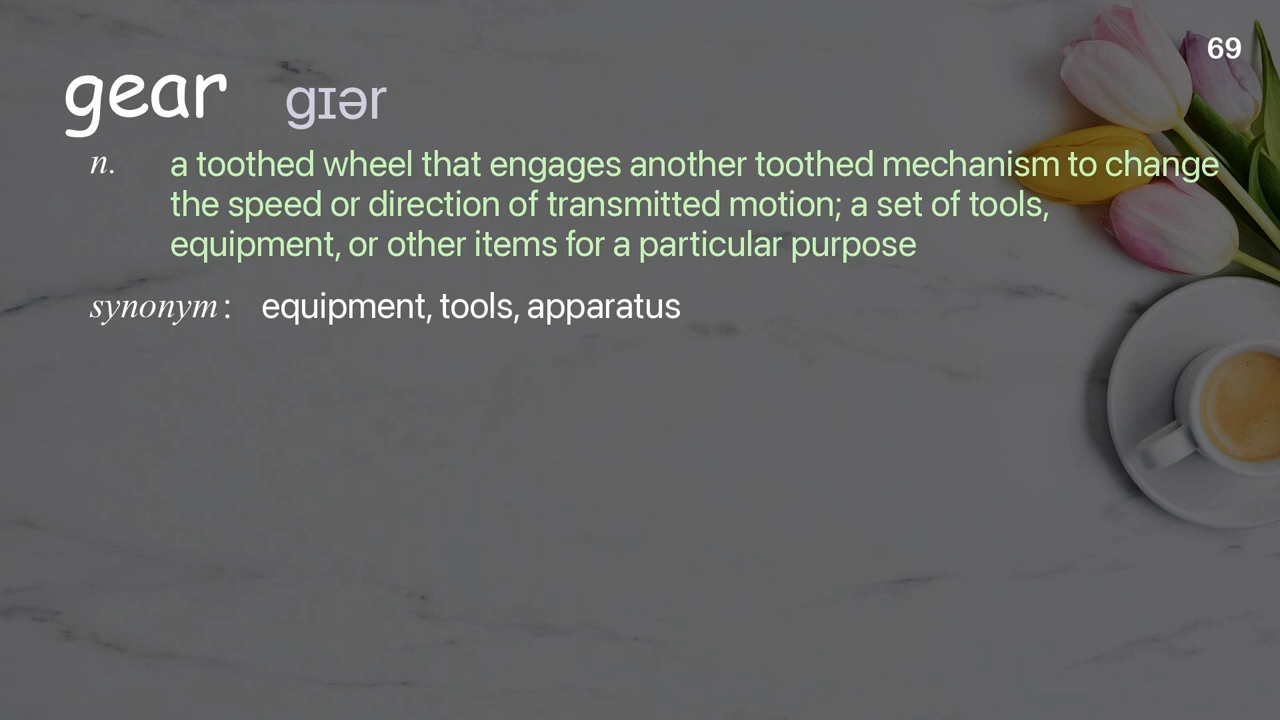 69
gear gɪər
n. a toothed wheel that engages another toothed mechanism to change
the speed or direction of transmitted motion; a set of tools,
equipment, or other items for a particular purpose
synonym : equipment, tools, apparatus